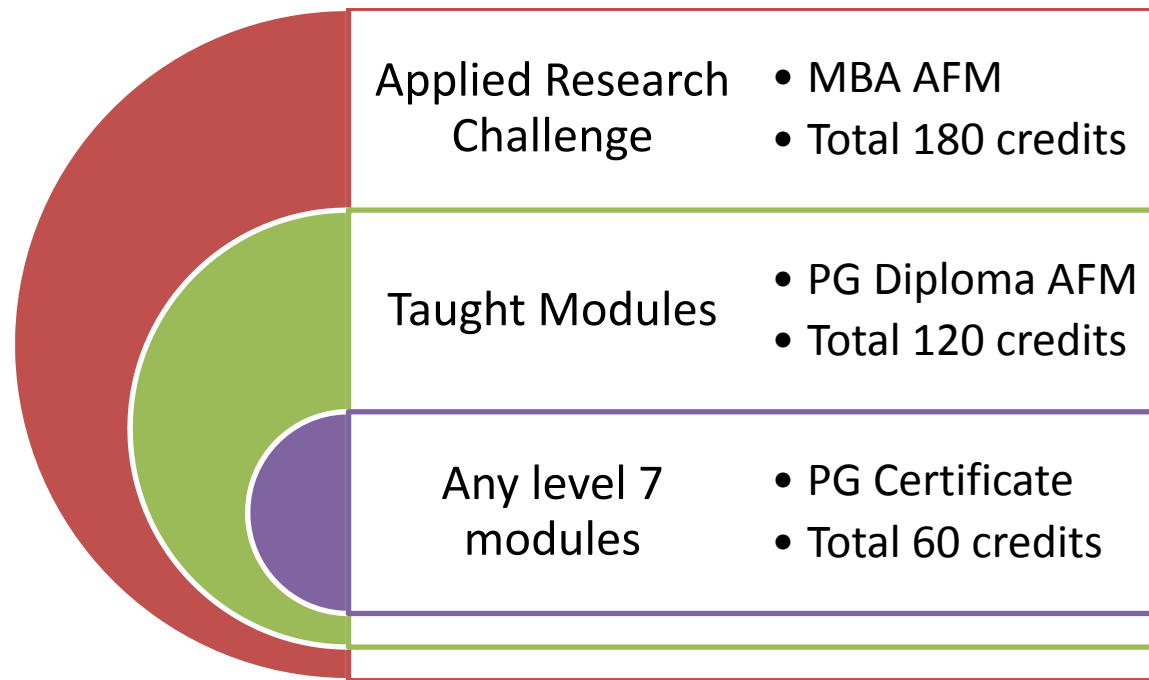 Applied Research
Challenge
• MBA AFM
• Total 180 credits
Taught Modules
• PG Diploma AFM
• Total 120 credits
Any level 7
modules
• PG Certificate
• Total 60 credits